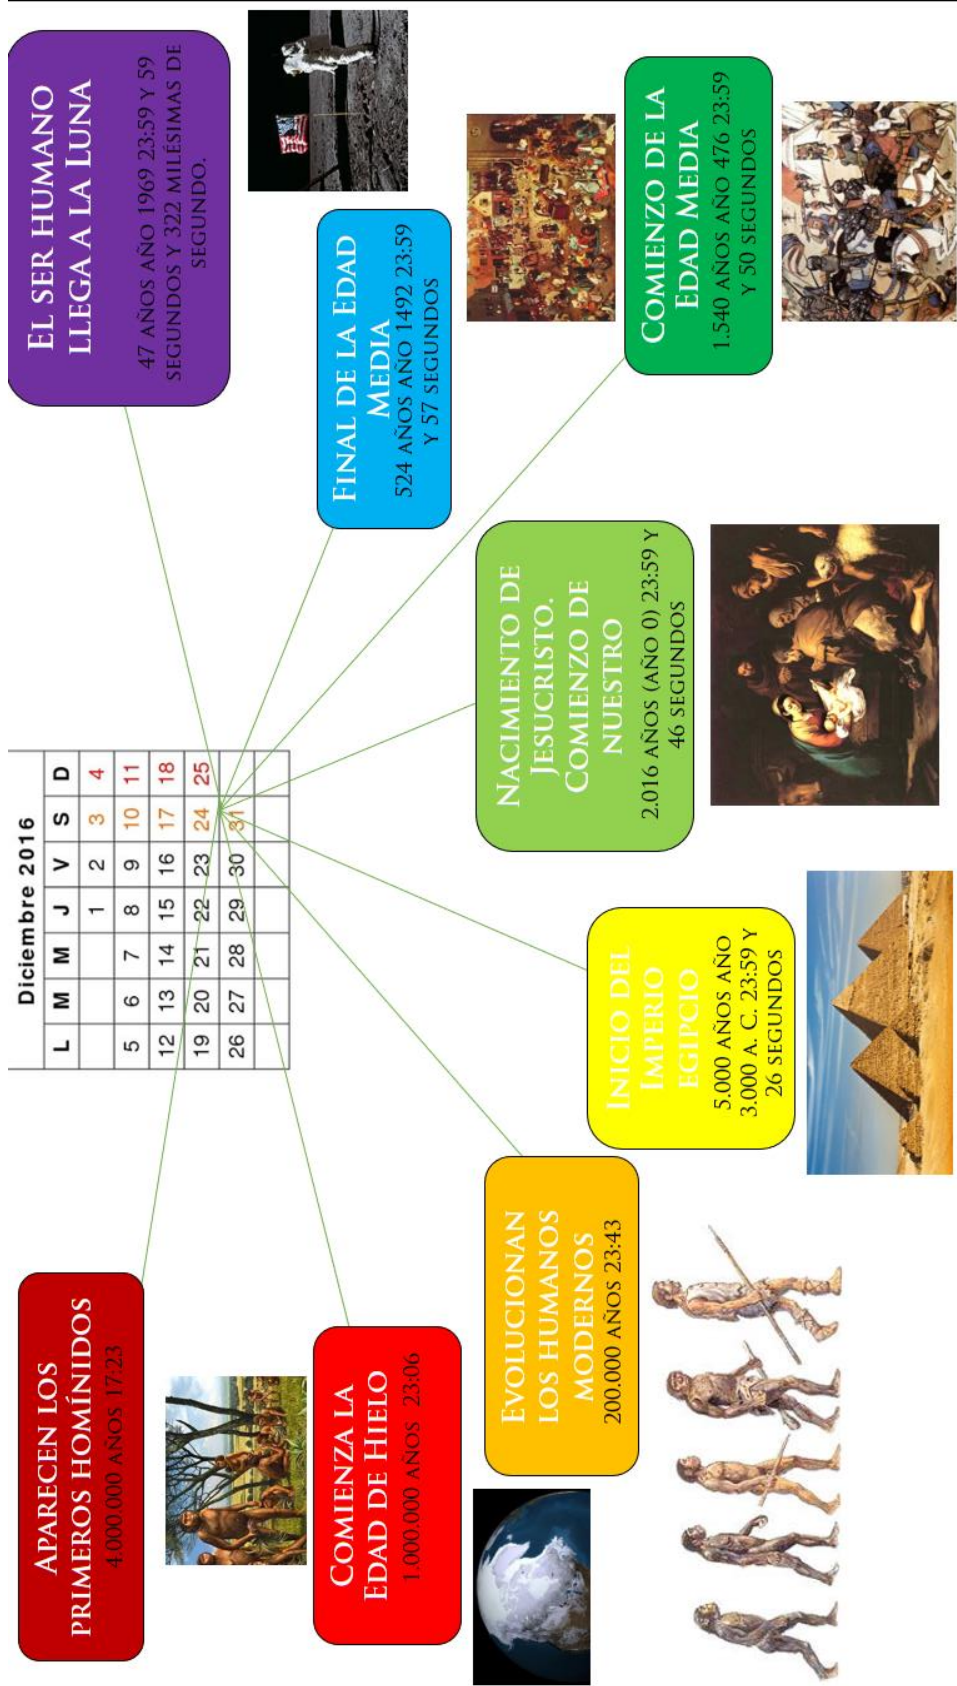 Diciembre 2016
L M M J V S D
1 2 3 4
5 6 7 8 9 10 11
12 13 14 15 16 17 18
19 20 21 22 23 24 25
26 27 28 29 30 31
APARECEN LOS
PRIMEROS HOMÍNIDOS
4.000.000 AÑOS 17:23
COMIENZA LA
EDAD DE HIELO
1.000.000 AÑOS 23:06
EVOLUCIONAN
LOS HUMANOS
MODERNOS
200.000 AÑOS 23:43
INICIO DEL
IMPERIO
EGIPCIO
5.000 AÑOS AÑO
3.000 A. C. 23:59 Y
26 SEGUNDOS
NACIMIENTO DE
JESUCRISTO.
COMIENZO DE
NUESTRO
2.016 AÑOS (AÑO 0) 23:59 Y
46 SEGUNDOS
COMIENZO DE LA
EDAD MEDIA
1.540 AÑOS AÑO 476 23:59
Y 50 SEGUNDOS
FINAL DE LA EDAD
MEDIA
524 AÑOS AÑO 1492 23:59
Y 57 SEGUNDOS
EL SER HUMANO
LLEGA A LA LUNA
47 AÑOS AÑO 1969 23:59 Y 59
SEGUNDOS Y 322 MILÉSIMAS DE
SEGUNDO.